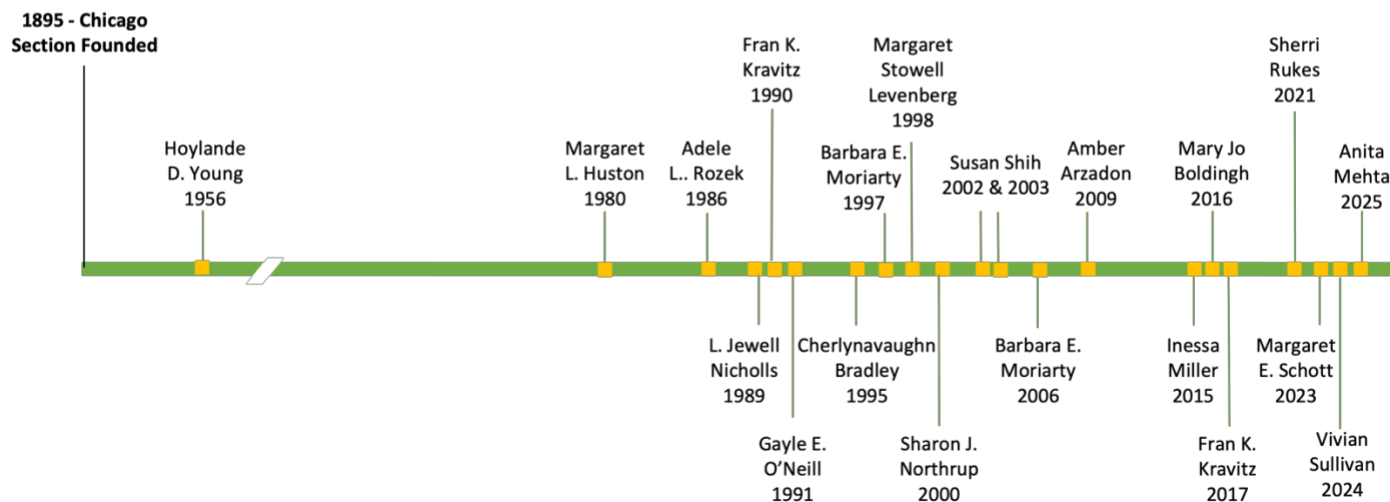 1895 - Chicago
Section Founded
Hoylande
D. Young
1956
Margaret
L. Huston
1980
Adele
L.. Rozek
1986
L. Jewell
Nicholls
1989
Fran K.
Kravitz
1990
Gayle E.
O’Neill
1991
Cherlynavaughn
Bradley
1995
Barbara E.
Moriarty
1997
Margaret
Stowell
Levenberg
1998
Sharon J.
Northrup
2000
Susan Shih
2002 & 2003
Barbara E.
Moriarty
2006
Amber
Arzadon
2009
Inessa
Miller
2015
Mary Jo
Boldingh
2016
Fran K.
Kravitz
2017
Sherri
Rukes
2021
Margaret
E. Schott
2023
Vivian
Sullivan
2024
Anita
Mehta
2025